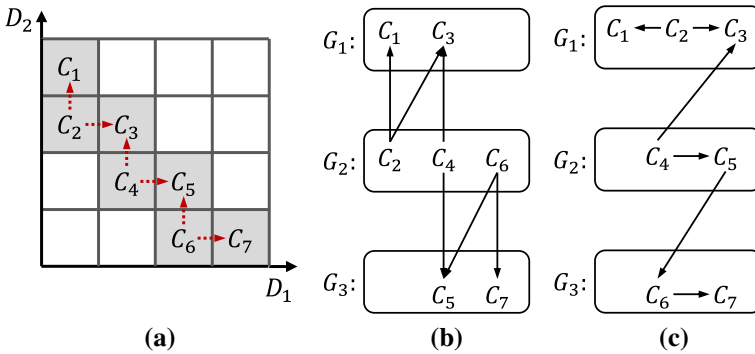 D₂
C₁
C₂ C₃
C₄ C₅
C₆ C₇
D₁
(a)
G₁: C₁ C₃
G₂: C₂ C₄ C₆
G₃: C₅ C₇
(b)
G₁: C₁ C₂ C₃
G₂: C₄ C₅
G₃: C₆ C₇
(c)